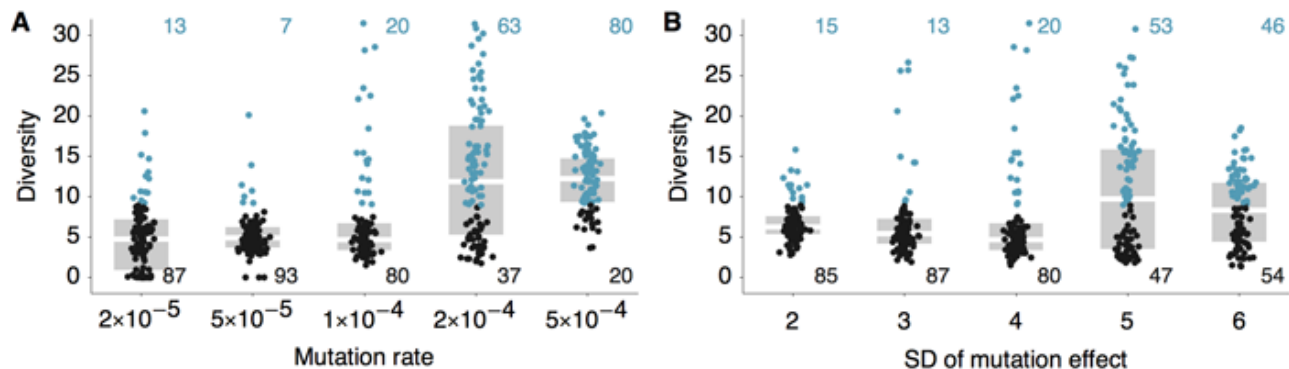 A
13 7 20 63 80
30
25
20
15
10
5
0
Diversity
87 93 80 37 20
2×10⁻⁵ 5×10⁻⁵ 1×10⁻⁴ 2×10⁻⁴ 5×10⁻⁴
Mutation rate
B
15 13 20 53 46
30
25
20
15
10
5
0
Diversity
85 87 80 47 54
2 3 4 5 6
SD of mutation effect